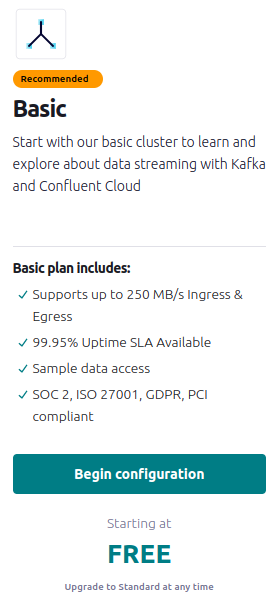 Recommended
Basic
Start with our basic cluster to learn and
explore about data streaming with Kafka
and Confluent Cloud
Basic plan includes:
Supports up to 250 MB/s Ingress &
Egress
99.95% Uptime SLA Available
Sample data access
SOC 2, ISO 27001, GDPR, PCI
compliant
Begin configuration
Starting at
FREE
Upgrade to Standard at any time